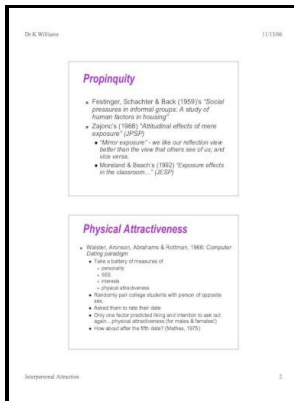 Dr K Williams 11/13/06
Propinquity
Festinger, Schachter & Back (1959)'s "Social
pressures in informal groups: A study of
human factors in housing"
Zajonc's (1968) "Attitudinal effects of mere
exposure" (JPSP)
"Mirror exposure" - we like our reflection view
better than the view that others see of us; and
vice versa.
Moreland & Beach's (1992) "Exposure effects
in the classroom…" (JESP)
Physical Attractiveness
Walster, Aronson, Abrahams & Rottman, 1966: Computer
Dating paradigm
Take a battery of measures of
personality
SES
interests
physical attractiveness
Randomly pair college students with person of opposite
sex.
Asked them to rate their date
Only one factor predicted liking and intention to ask out
again…physical attractiveness (for males & females!)
How about after the fifth date? (Mathes, 1975)
Interpersonal Attraction 2